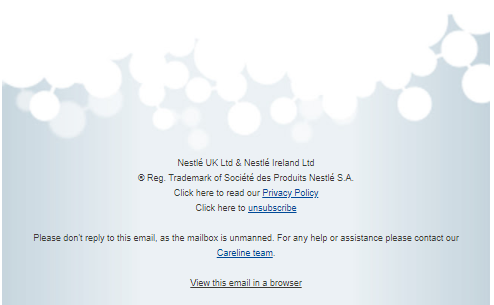 Nestlé UK Ltd & Nestlé Ireland Ltd
® Reg. Trademark of Société des Produits Nestlé S.A.
Click here to read our Privacy Policy
Click here to unsubscribe
Please don't reply to this email, as the mailbox is unmanned. For any help or assistance please contact our
Careline team.
View this email in a browser